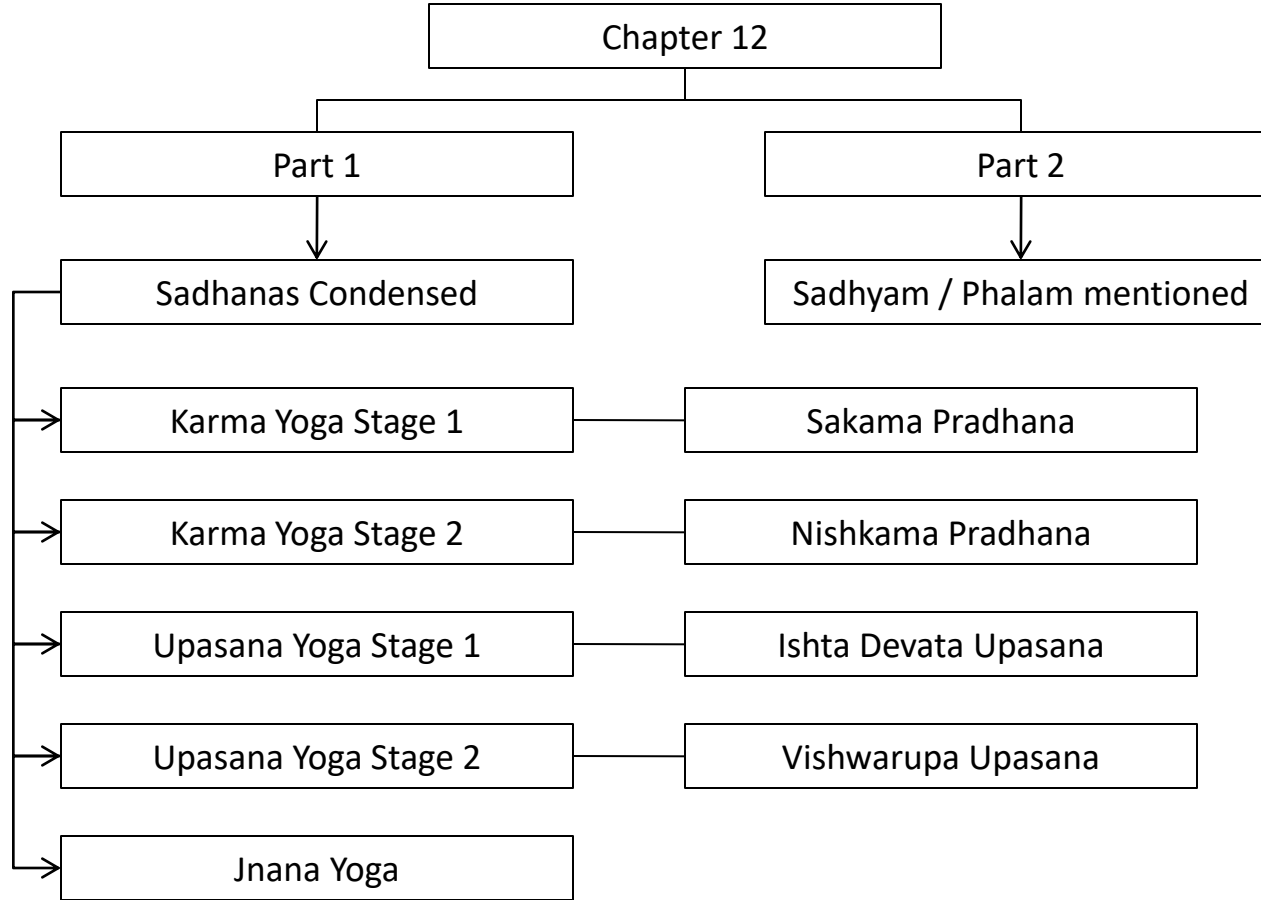 Chapter 12
Part 1
Part 2
Sadhanas Condensed
Sadhyam / Phalam mentioned
Karma Yoga Stage 1
Sakama Pradhana
Karma Yoga Stage 2
Nishkama Pradhana
Upasana Yoga Stage 1
Ishta Devata Upasana
Upasana Yoga Stage 2
Vishwarupa Upasana
Jnana Yoga